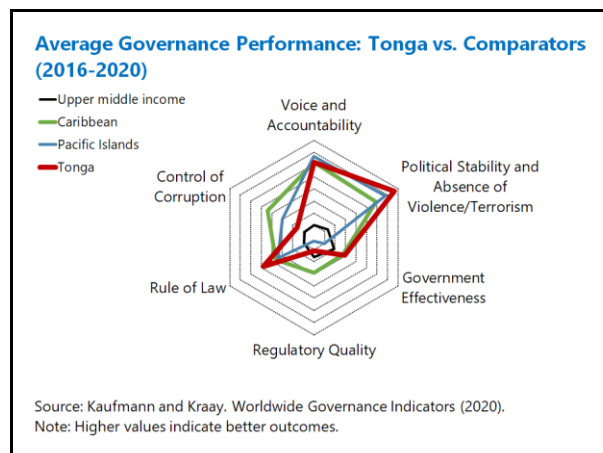 Average Governance Performance: Tonga vs. Comparators
(2016-2020)
Upper middle income
Caribbean
Pacific Islands
Tonga
Voice and
Accountability
Political Stability and
Absence of
Violence/Terrorism
Government
Effectiveness
Regulatory Quality
Rule of Law
Control of
Corruption
Source: Kaufmann and Kraay. Worldwide Governance Indicators (2020).
Note: Higher values indicate better outcomes.